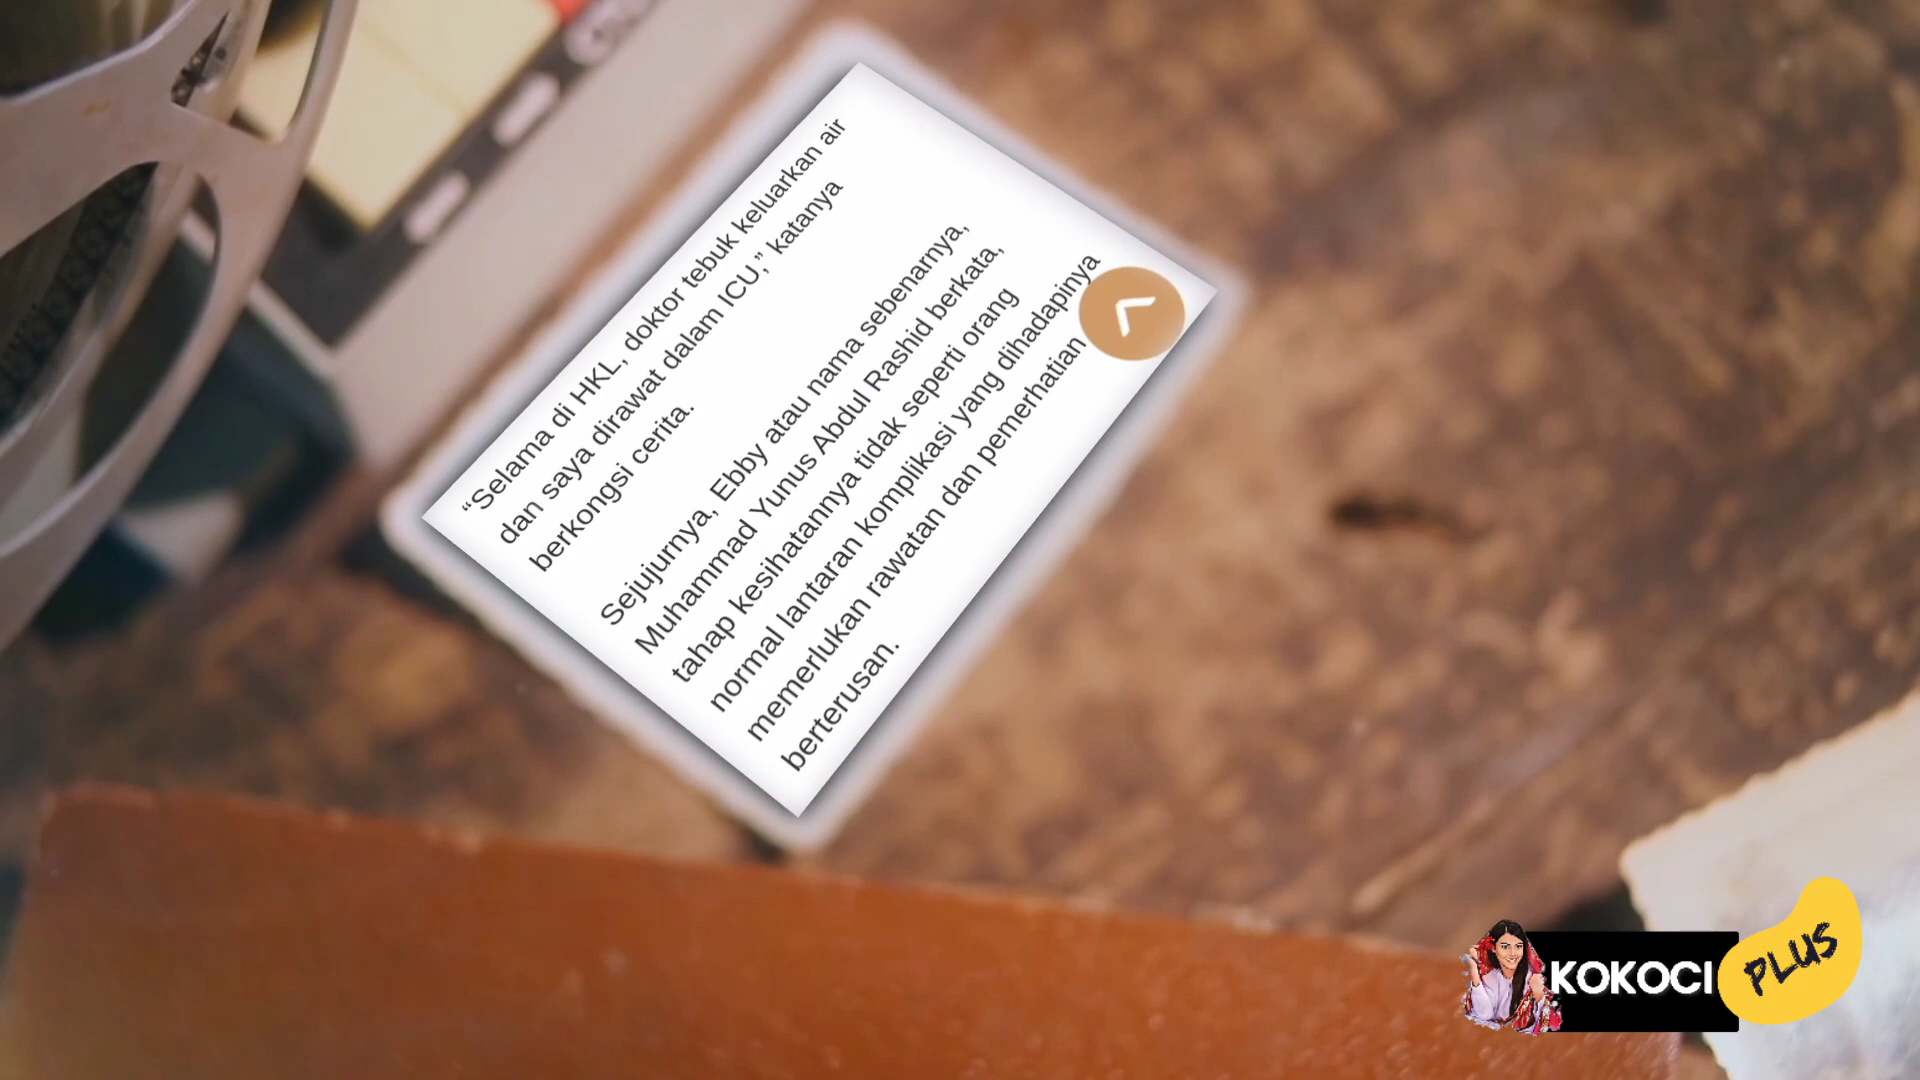 “Selama di HKL, doktor tebuk keluarkan air
dan saya dirawat dalam ICU,” katanya
berkongsi cerita.
Sejujurnya, Ebby atau nama sebenarnya,
Muhammad Yunus Abdul Rashid berkata,
tahap kesihatannya tidak seperti orang
normal lantaran komplikasi yang dihadapinya
memerlukan rawatan dan pemerhatian
berterusan.
KOKOCI
PLUS